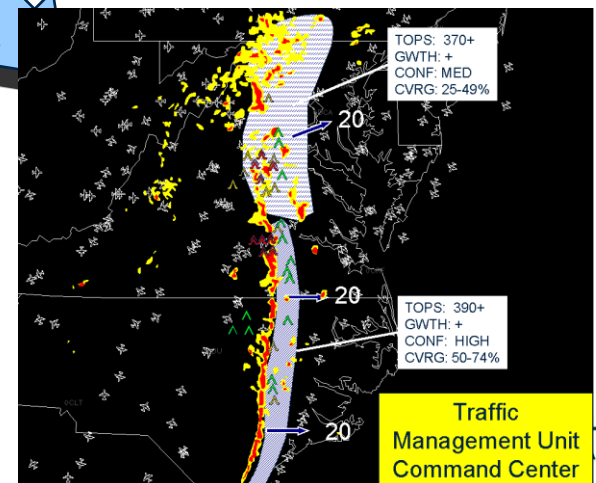 TOPS: 370+
GWTH: +
CONF: MED
CVRG: 25-49%
20
20
TOPS: 390+
GWTH: +
CONF: HIGH
CVRG: 50-74%
20
CLT
Traffic
Management Unit
Command Center